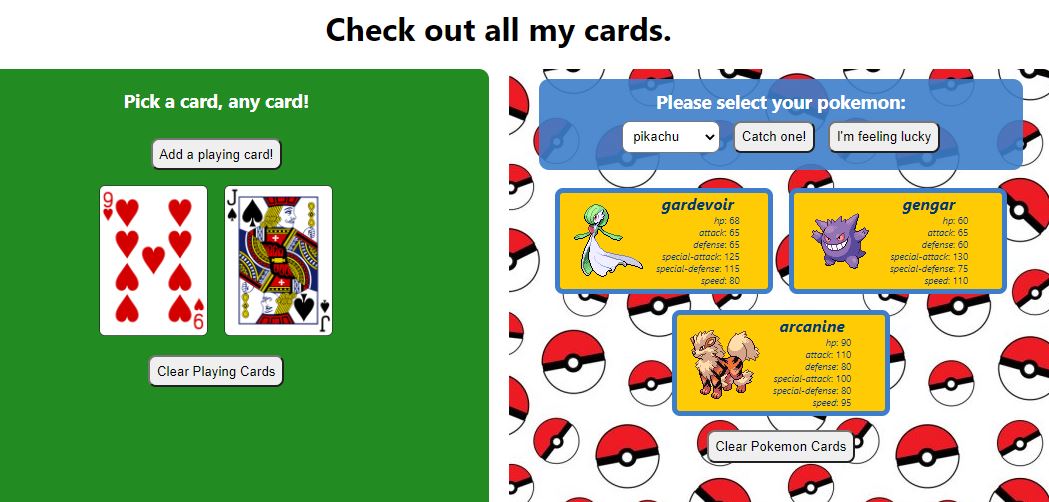 Check out all my cards.
Pick a card, any card!
Add a playing card!
9
6
J
J
Clear Playing Cards
Please select your pokemon:
pikachu Catch one! I'm feeling lucky
gardevoir
hp: 68
attack: 65
defense: 65
special-attack: 125
special-defense: 115
speed: 80
gengar
hp: 60
attack: 65
defense: 60
special-attack: 130
special-defense: 75
speed: 110
arcanine
hp: 90
attack: 110
defense: 80
special-attack: 100
special-defense: 80
speed: 95
Clear Pokemon Cards